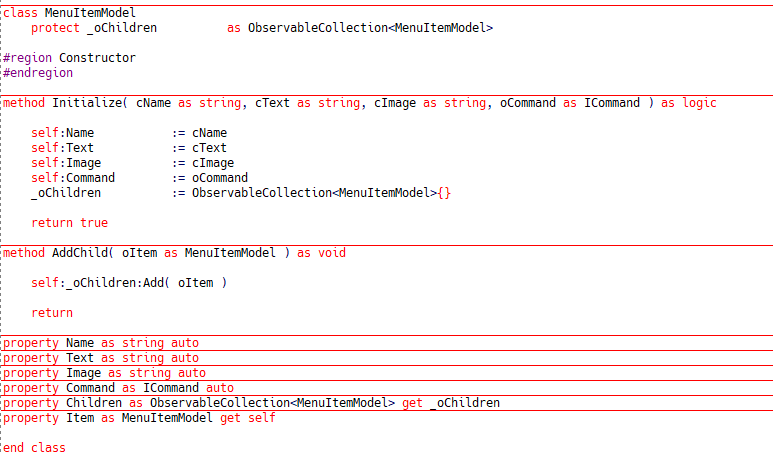 class MenuItemModel
protect _oChildren as ObservableCollection<MenuItemModel>
#region Constructor
#endregion
method Initialize( cName as string, cText as string, cImage as string, oCommand as ICommand ) as logic
self:Name := cName
self:Text := cText
self:Image := cImage
self:Command := oCommand
_oChildren := ObservableCollection<MenuItemModel>{}
return true
method AddChild( oItem as MenuItemModel ) as void
self:_oChildren:Add( oItem )
return
property Name as string auto
property Text as string auto
property Image as string auto
property Command as ICommand auto
property Children as ObservableCollection<MenuItemModel> get _oChildren
property Item as MenuItemModel get self
end class